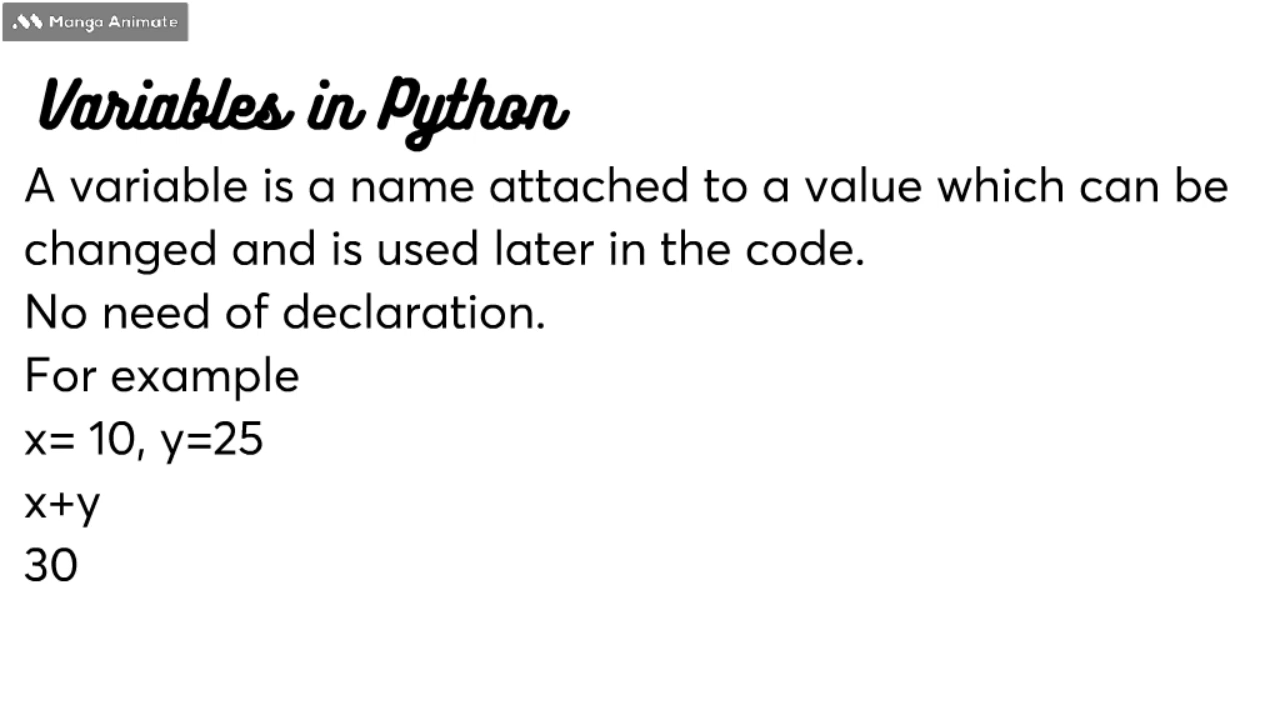 Manga Animate
Variables in Python
A variable is a name attached to a value which can be
changed and is used later in the code.
No need of declaration.
For example
x= 10, y=25
x+y
30